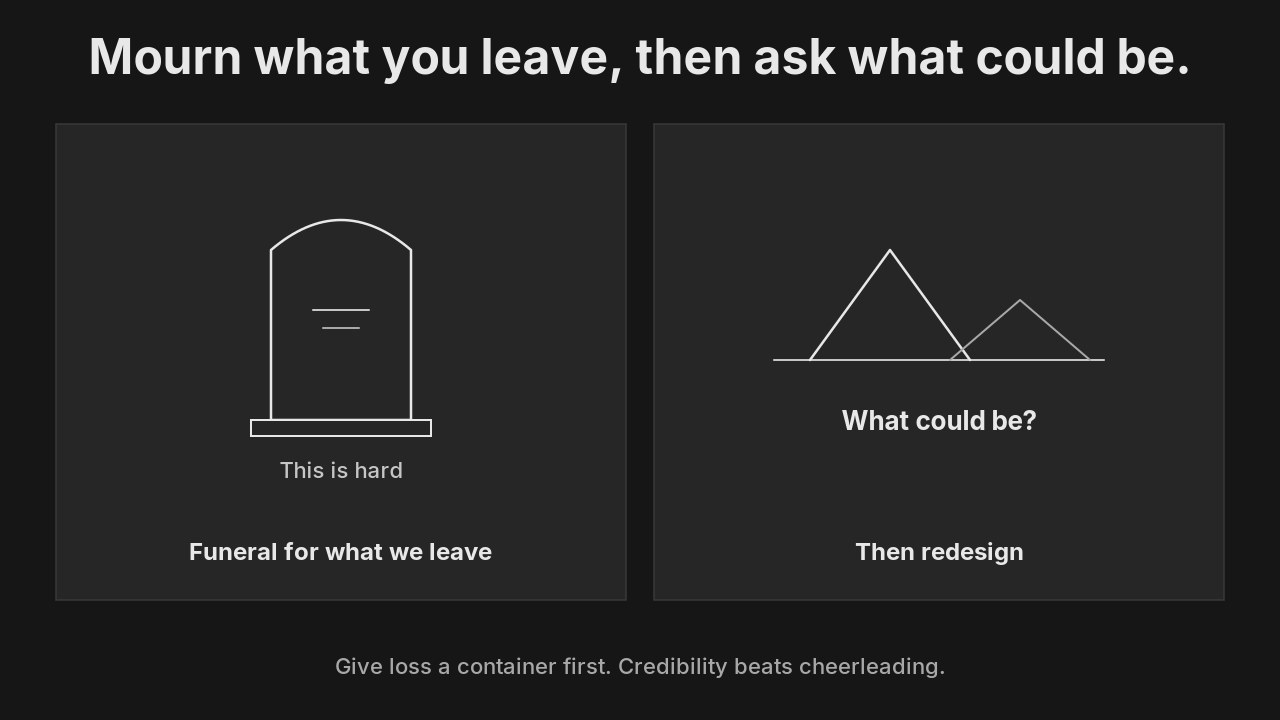 Mourn what you leave, then ask what could be.
This is hard
Funeral for what we leave
What could be?
Then redesign
Give loss a container first. Credibility beats cheerleading.